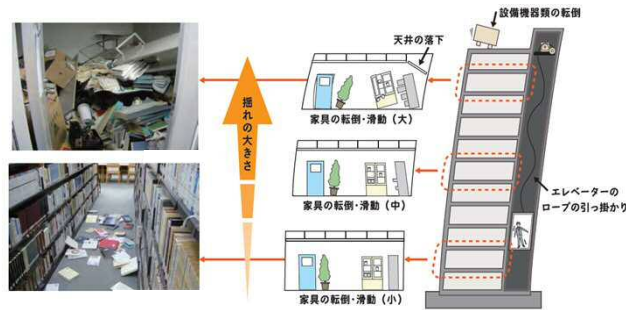 設備機器類の転倒
天井の落下
揺れの大きさ
家具の転倒・滑動（大）
家具の転倒・滑動（中）
エレベーターの
ロープの引っ掛かり
家具の転倒・滑動（小）